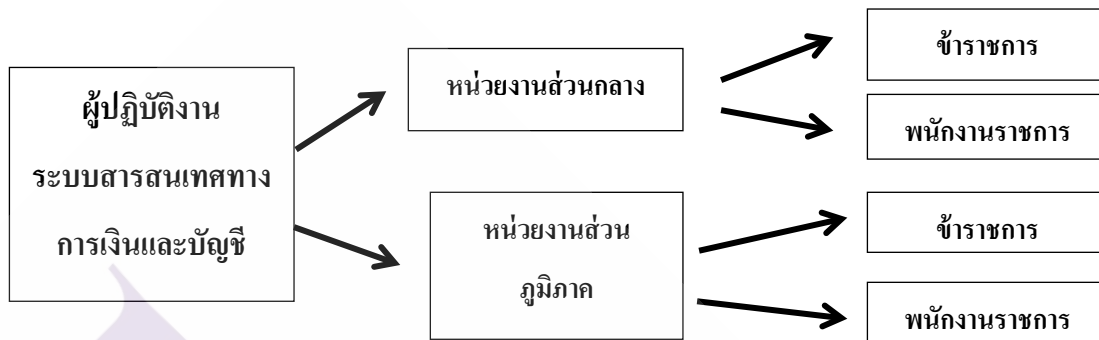 ผู้ปฏิบัติงาน
ระบบสารสนเทศทาง
การเงินและบัญชี
หน่วยงานส่วนกลาง
ข้าราชการ
พนักงานราชการ
หน่วยงานส่วน
ภูมิภาค
ข้าราชการ
พนักงานราชการ